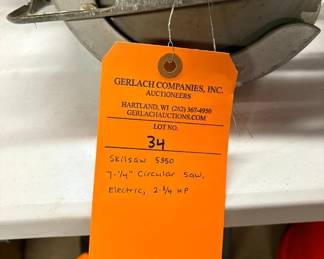 GERLACH COMPANIES, INC.
AUCTIONEERS
HARTLAND, WI (262) 367-4950
GERLACHAUCTIONS.COM
LOT NO.
34
Skilsaw 5350
7-1/4" Circular Saw,
Electric, 2-3/4 HP